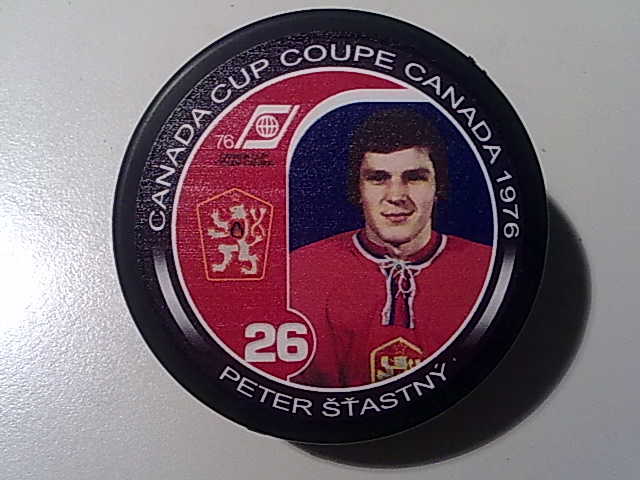 CANADA CUP COUPE CANADA 1976
76
26
PETER ŠŤASTNÝ